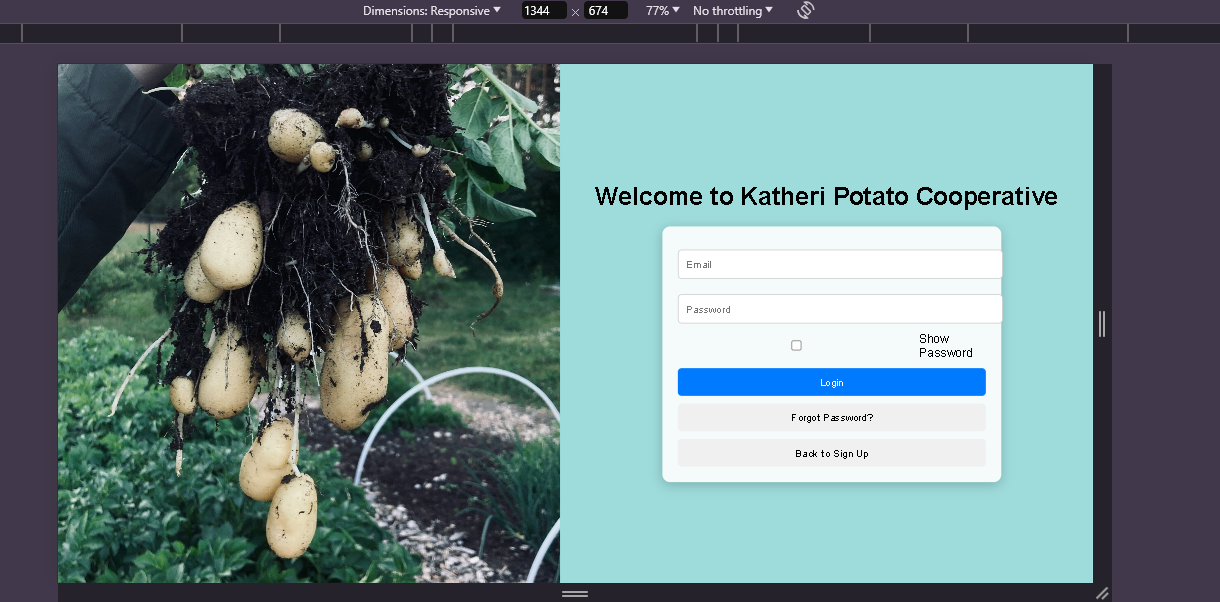 Dimensions: Responsive 1344 × 674 77% No throttling
Welcome to Katheri Potato Cooperative
Email
Password
Show
Password
Login
Forgot Password?
Back to Sign Up